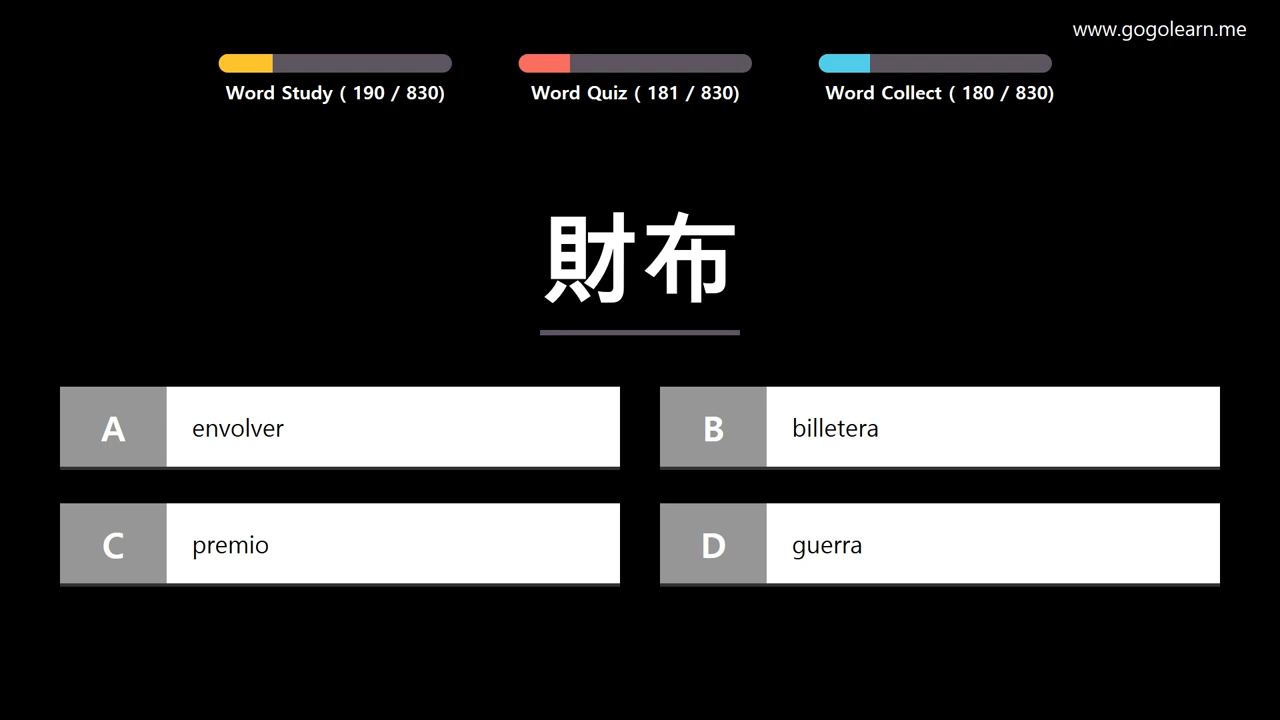 www.gogolearn.me
Word Study ( 190 / 830)
Word Quiz ( 181 / 830)
Word Collect ( 180 / 830)
財布
A envolver
B billetera
C premio
D guerra